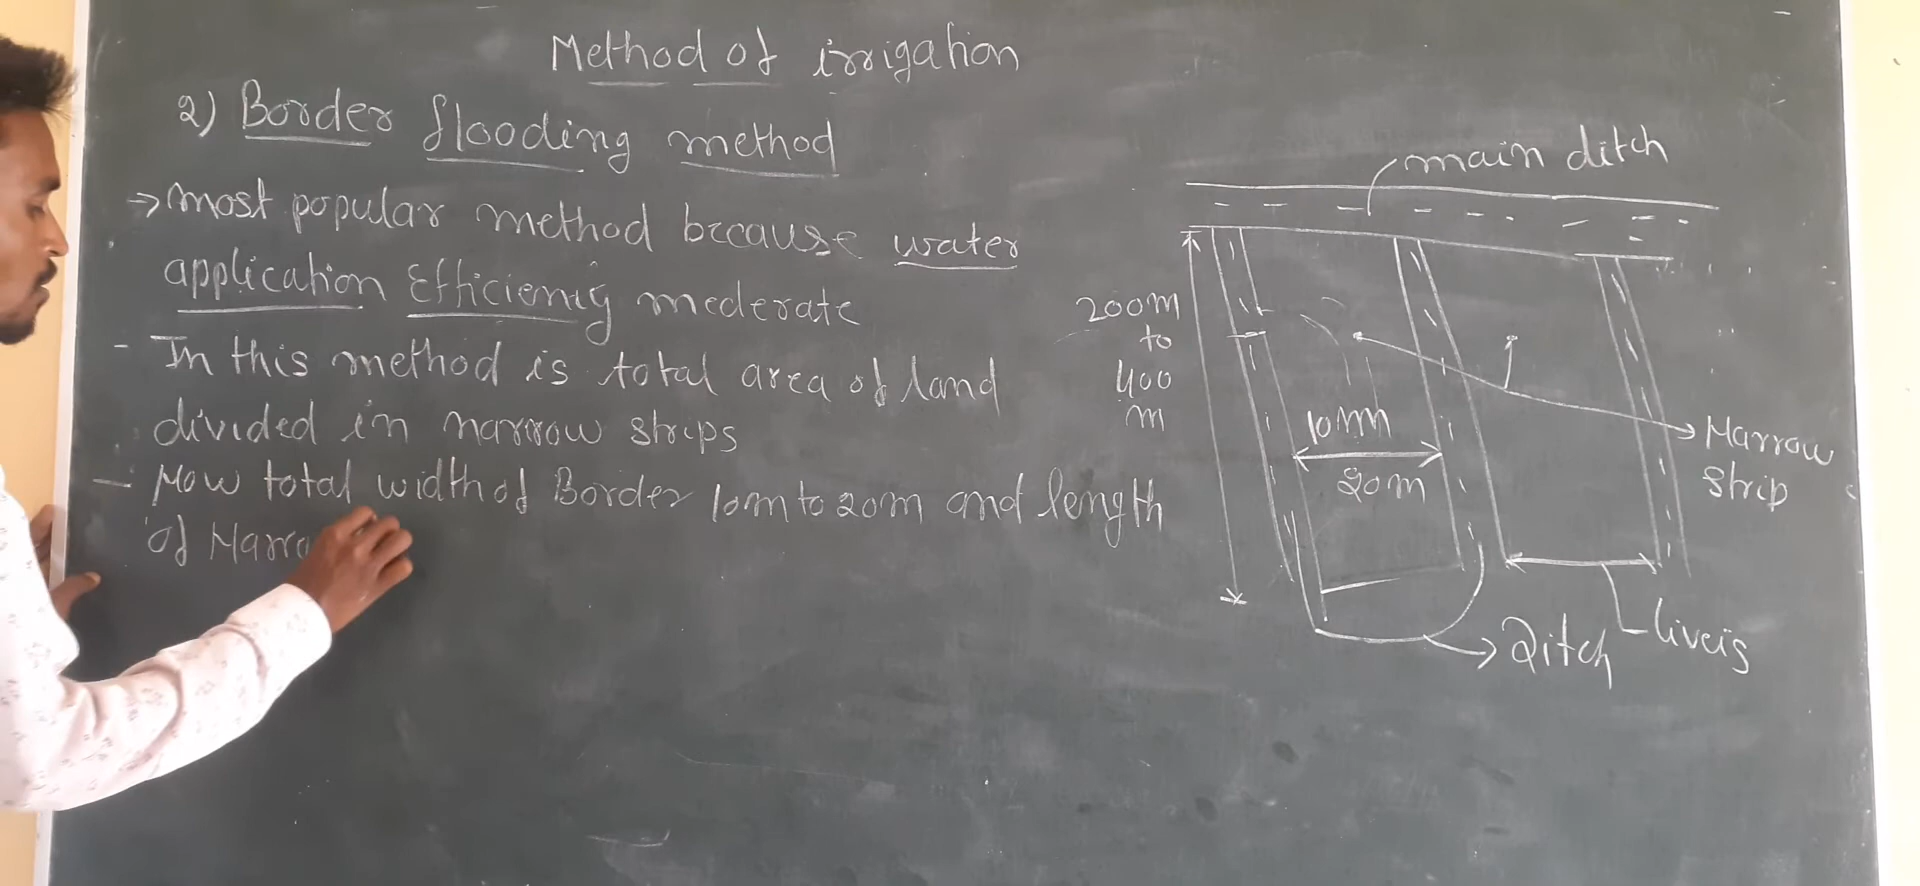 Method of irrigation
2) Border flooding method
→ most popular method because water
application Efficiency moderate
- In this method is total area of land
divided in narrow strips
- Now total width of Border 10m to 20m and length
of Narro
main ditch
200m
to
400
m
10m
20m
Narrow
strip
Ditch